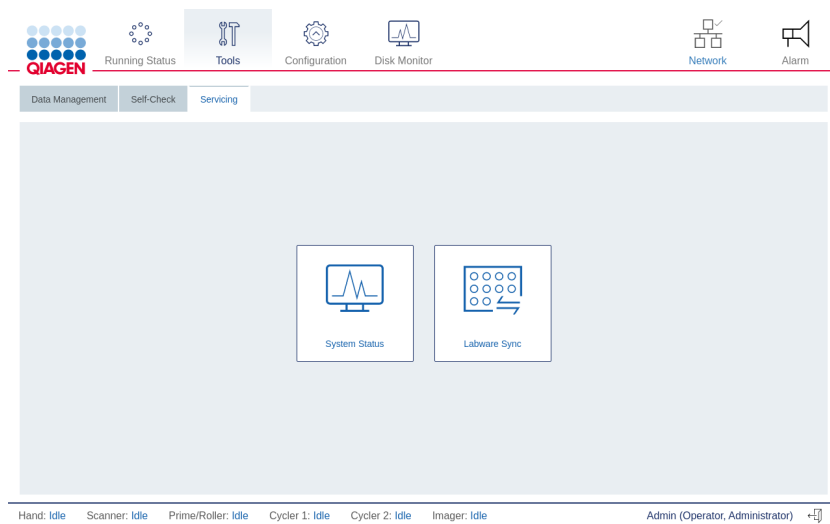 QIAGEN
Running Status
Tools
Configuration
Disk Monitor
Network
Alarm
Data Management
Self-Check
Servicing
System Status
Labware Sync
Hand: Idle
Scanner: Idle
Prime/Roller: Idle
Cycler 1: Idle
Cycler 2: Idle
Imager: Idle
Admin (Operator, Administrator)